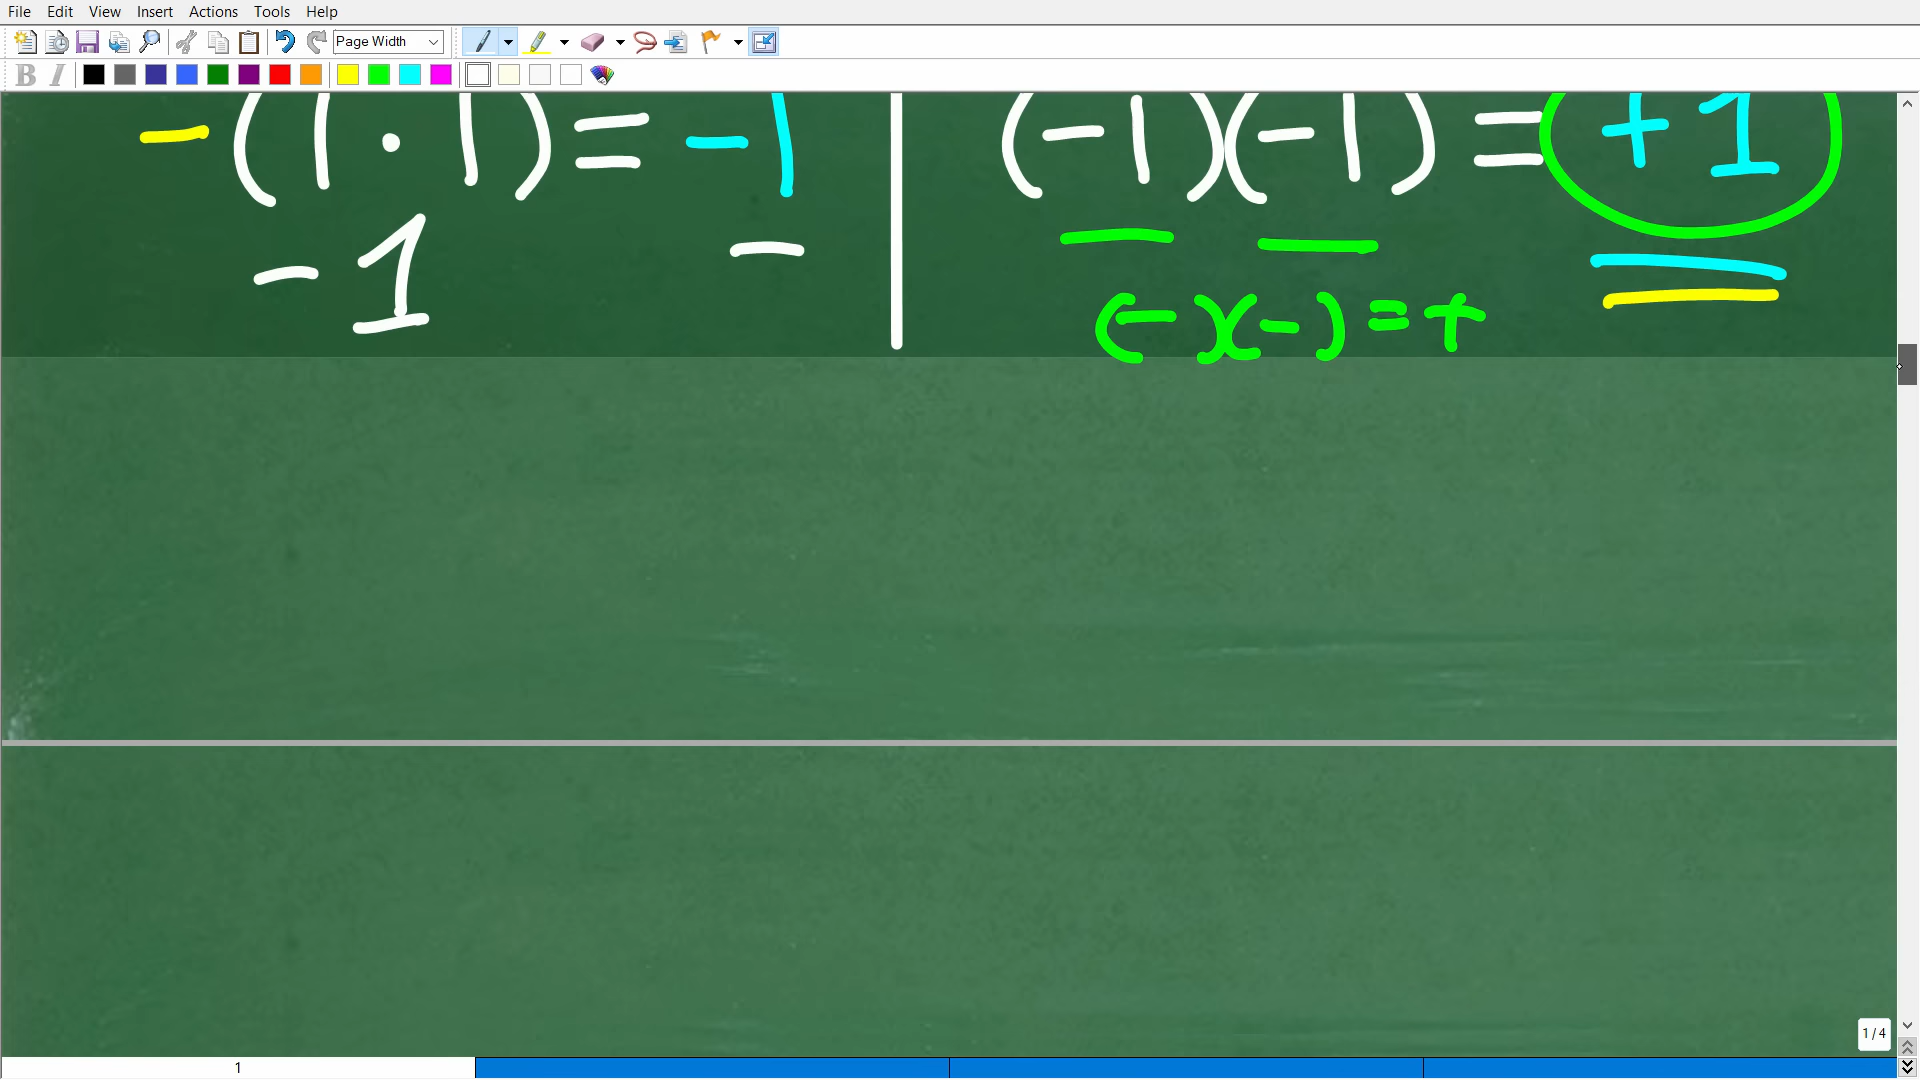 File Edit View Insert Actions Tools Help
Page Width
B I
-(1 · 1) = -1
-1
-
(-1)(-1) = +1
(-)(-) = +
1 / 4
1